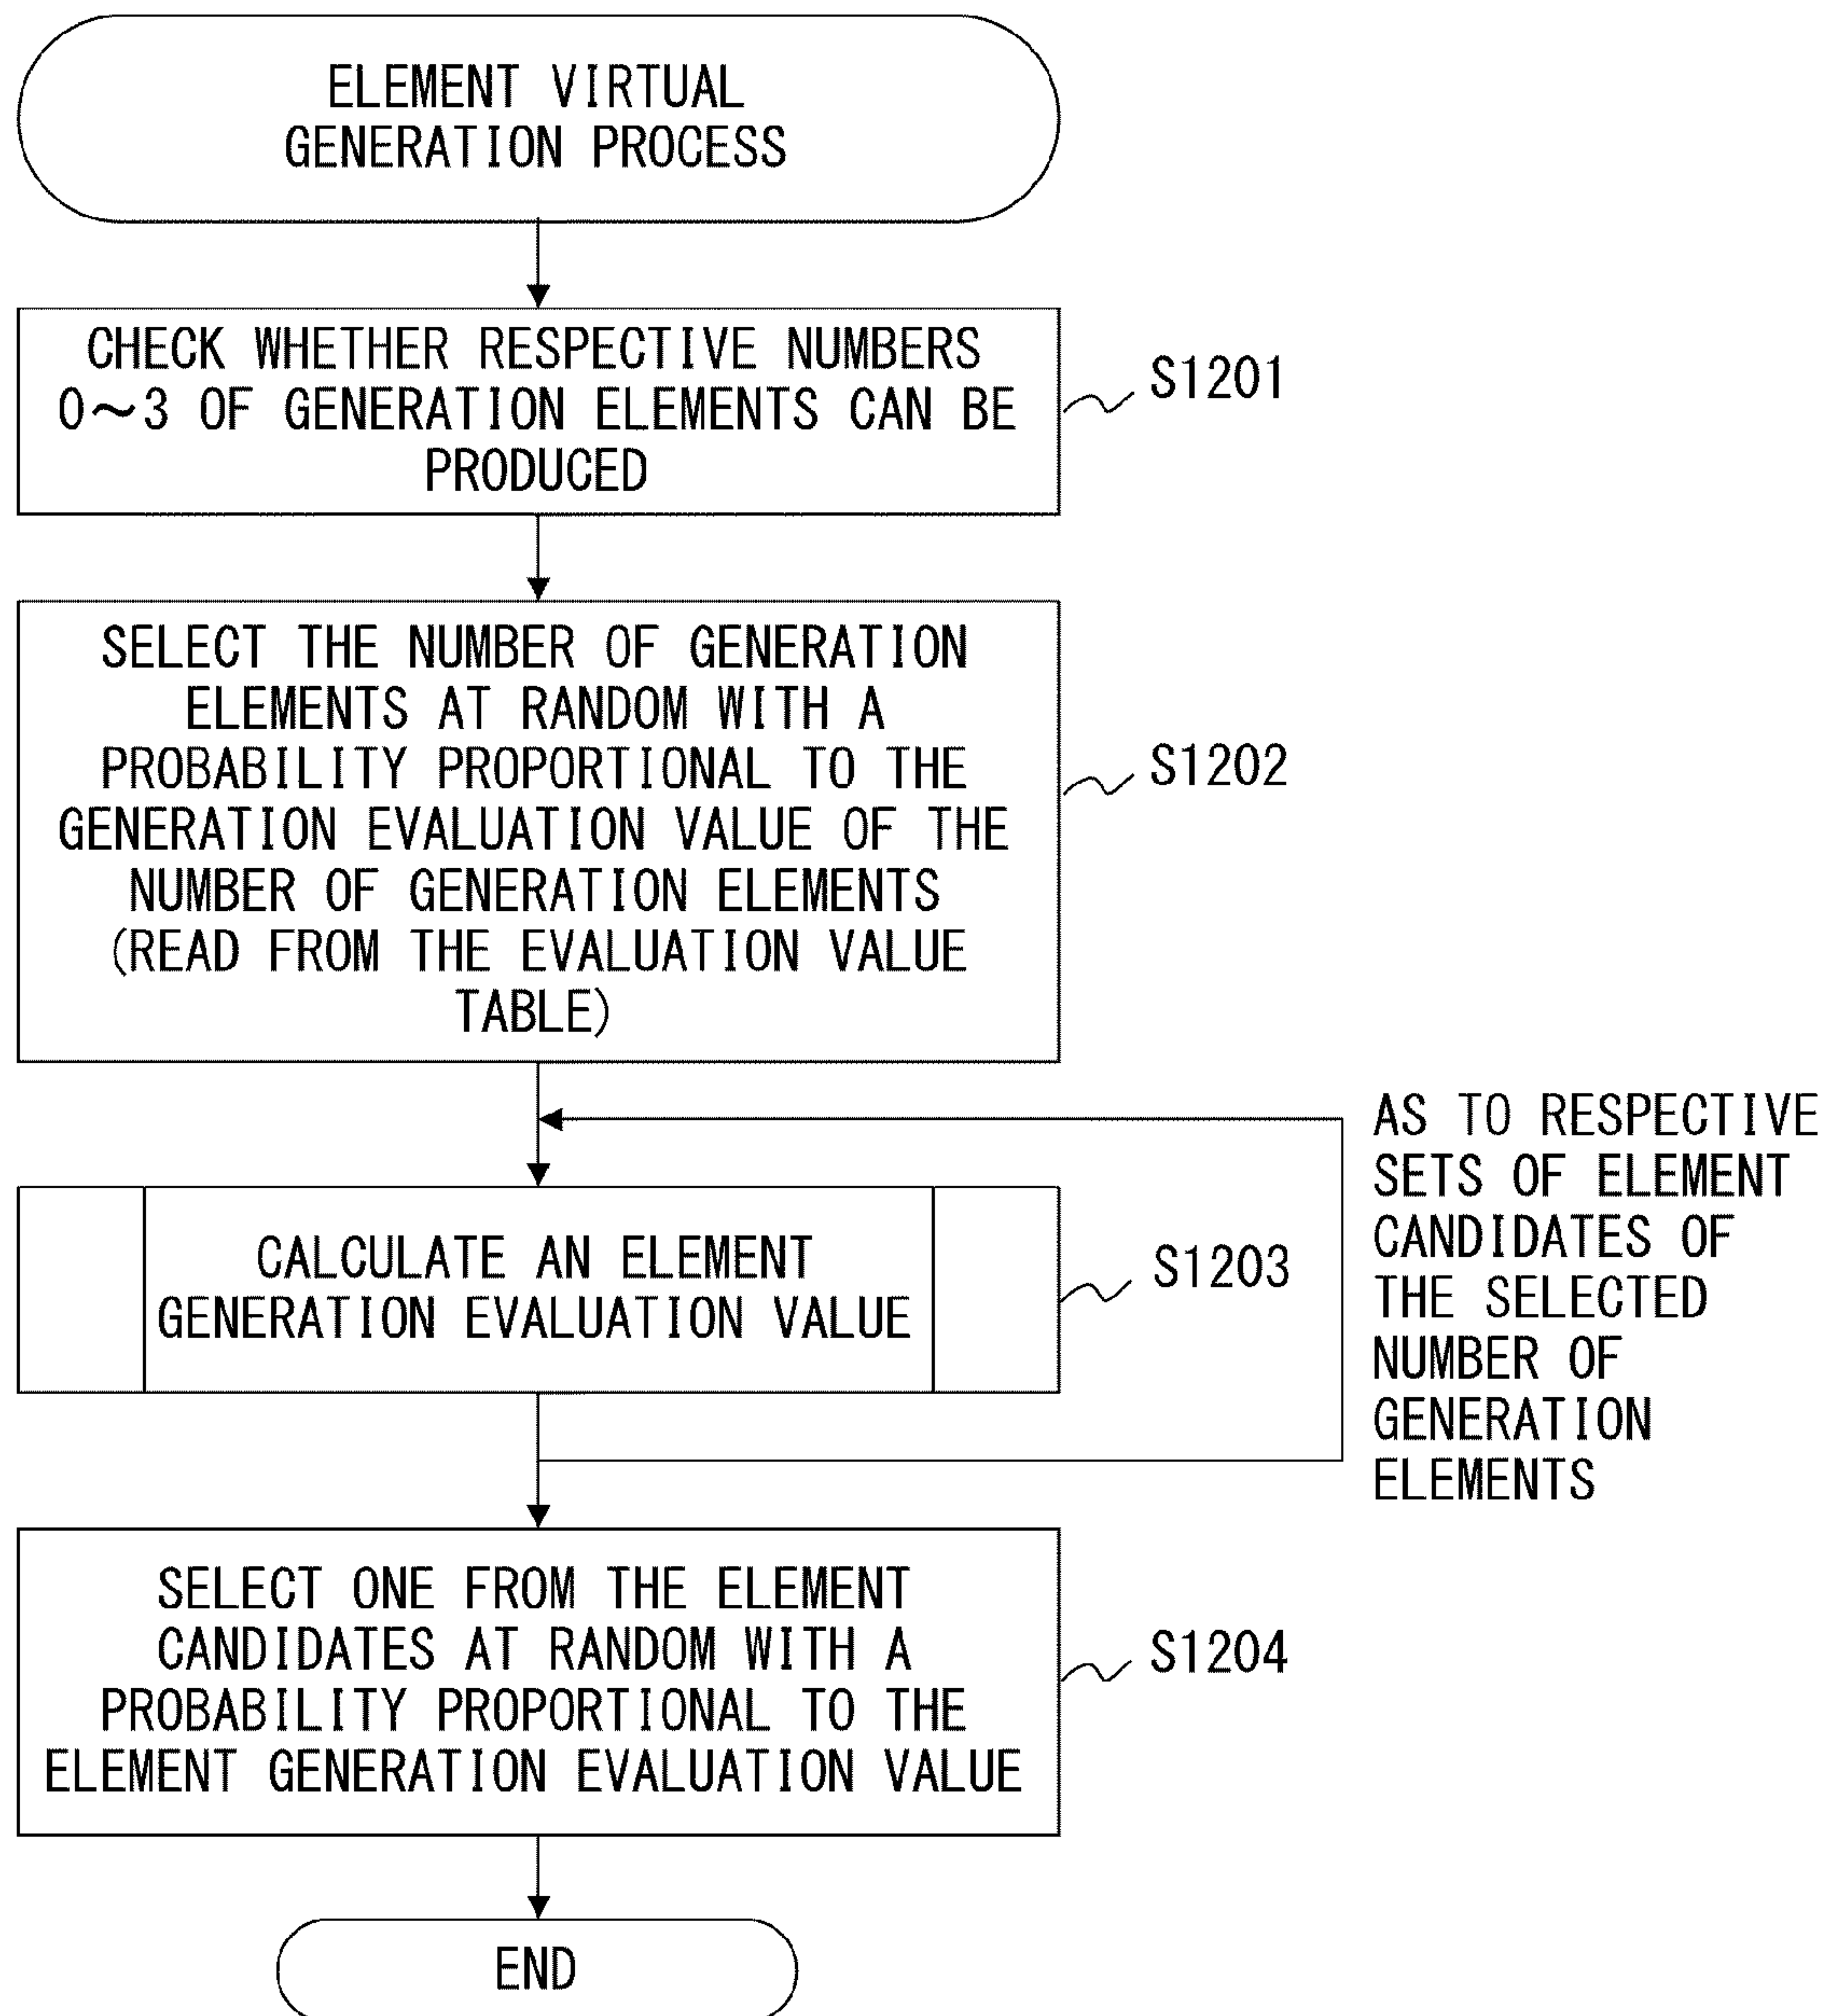 ELEMENT VIRTUAL
GENERATION PROCESS
CHECK WHETHER RESPECTIVE NUMBERS
0～3 OF GENERATION ELEMENTS CAN BE
PRODUCED
S1201
SELECT THE NUMBER OF GENERATION
ELEMENTS AT RANDOM WITH A
PROBABILITY PROPORTIONAL TO THE
GENERATION EVALUATION VALUE OF THE
NUMBER OF GENERATION ELEMENTS
(READ FROM THE EVALUATION VALUE
TABLE)
S1202
CALCULATE AN ELEMENT
GENERATION EVALUATION VALUE
S1203
AS TO RESPECTIVE
SETS OF ELEMENT
CANDIDATES OF
THE SELECTED
NUMBER OF
GENERATION
ELEMENTS
SELECT ONE FROM THE ELEMENT
CANDIDATES AT RANDOM WITH A
PROBABILITY PROPORTIONAL TO THE
ELEMENT GENERATION EVALUATION VALUE
S1204
END